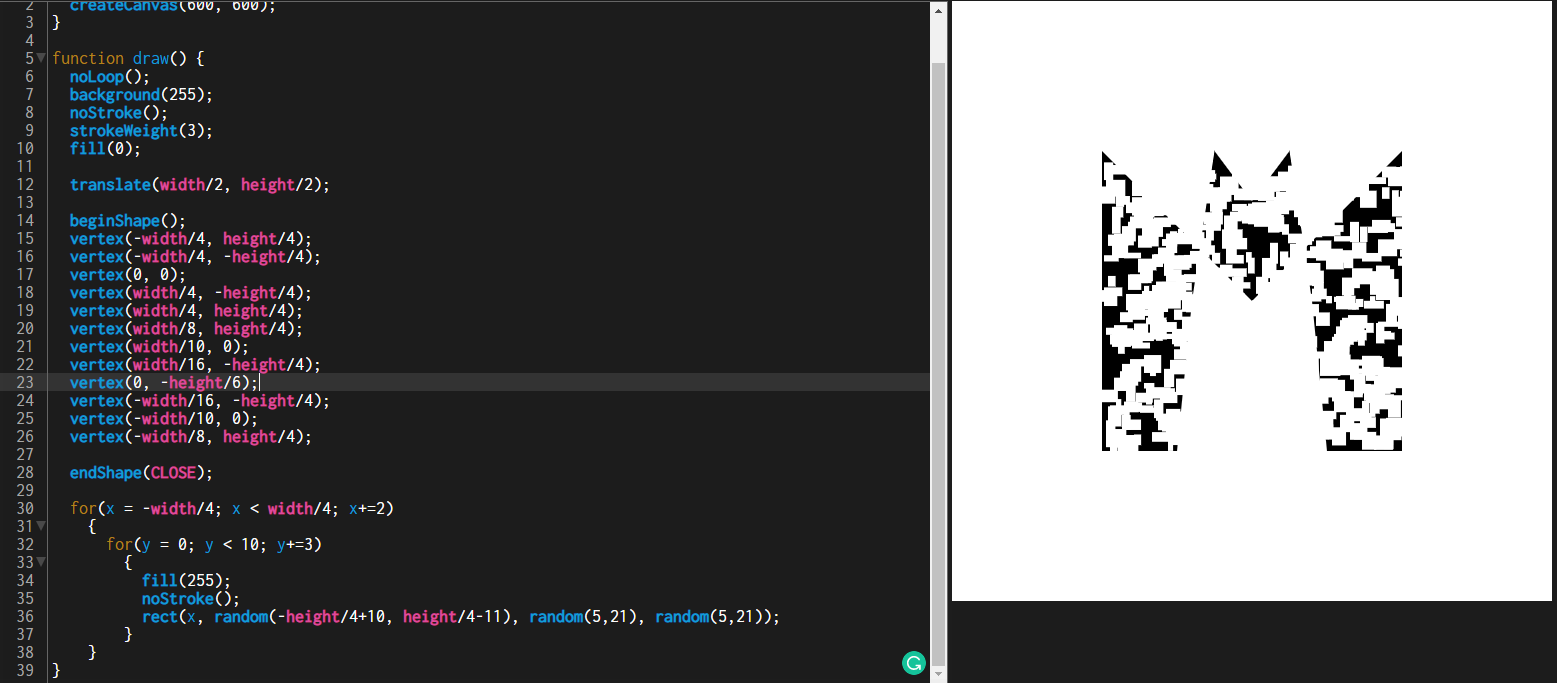 2 createCanvas(600, 600);
3 }
4
5 function draw() {
6 noLoop();
7 background(255);
8 noStroke();
9 strokeWeight(3);
10 fill(0);
11
12 translate(width/2, height/2);
13
14 beginShape();
15 vertex(-width/4, height/4);
16 vertex(-width/4, -height/4);
17 vertex(0, 0);
18 vertex(width/4, -height/4);
19 vertex(width/4, height/4);
20 vertex(width/8, height/4);
21 vertex(width/10, 0);
22 vertex(width/16, -height/4);
23 vertex(0, -height/6);
24 vertex(-width/16, -height/4);
25 vertex(-width/10, 0);
26 vertex(-width/8, height/4);
27
28 endShape(CLOSE);
29
30 for(x = -width/4; x < width/4; x+=2)
31 {
32 for(y = 0; y < 10; y+=3)
33 {
34 fill(255);
35 noStroke();
36 rect(x, random(-height/4+10, height/4-11), random(5,21), random(5,21));
37 }
38 }
39 }